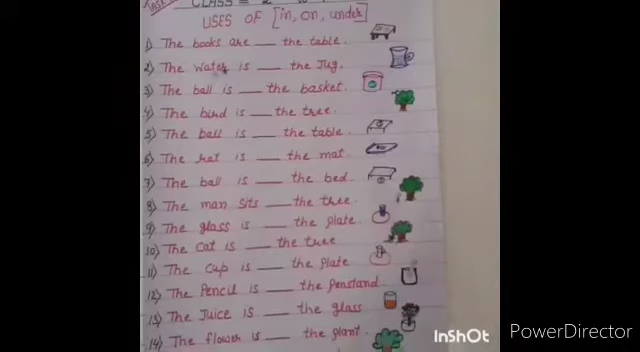 CLASS =
USES OF [in, on, under]
1) The books are ___ the table.
2) The water is ___ the Jug.
3) The ball is ___ the basket.
4) The bird is ___ the tree.
5) The ball is ___ the table.
6) The hat is ___ the mat
7) The ball is ___ the bed.
8) The man sits ___ the tree.
9) The glass is ___ the plate.
10) The cat is ___ the tree
11) The cup is ___ the plate
12) The Pencil is ___ the Penstand
13) The Juice is ___ the glass
14) The flower is ___ the plant.
InShOt
PowerDirector